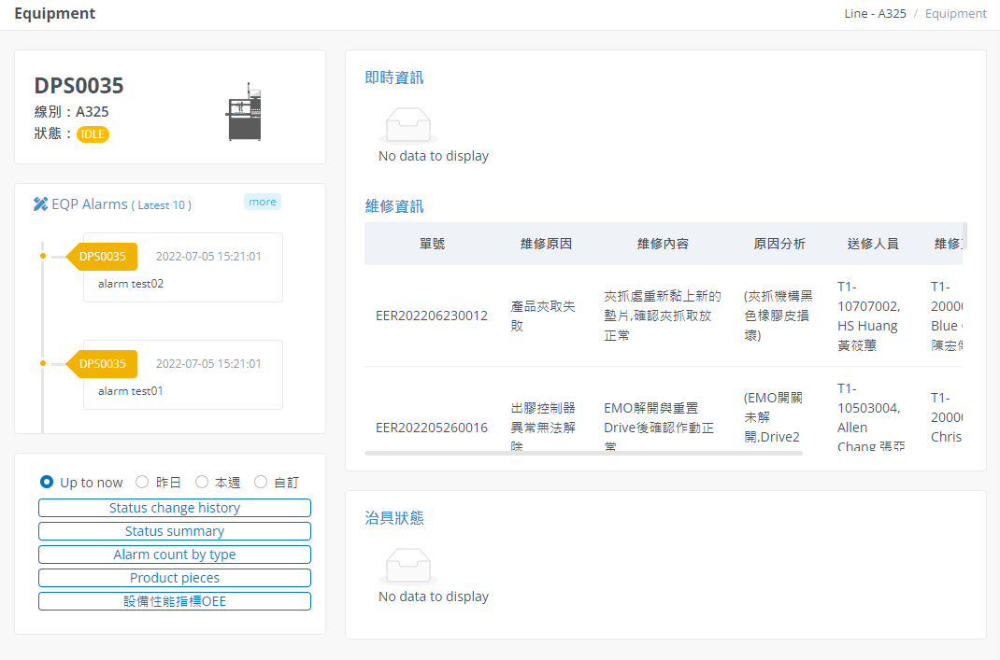 Equipment
Line - A325 / Equipment
DPS0035
線別：A325
狀態：IDLE
EQP Alarms ( Latest 10 )
more
DPS0035
2022-07-05 15:21:01
alarm test02
DPS0035
2022-07-05 15:21:01
alarm test01
Up to now 昨日 本週 自訂
Status change history
Status summary
Alarm count by type
Product pieces
設備性能指標OEE
即時資訊
No data to display
維修資訊
單號 維修原因 維修內容 原因分析 送修人員 維修
EER202206230012
產品夾取失
敗
夾抓處重新黏上新的
墊片,確認夾抓取放
正常
(夾抓機構黑
色橡膠皮損
壞)
T1-
10707002,
HS Huang
黃筱蕙
T1-
2000
Blue
陳宏
EER202205260016
出膠控制器
異常無法解
除
EMO解開與重置
Drive後確認作動正
常
(EMO開關
未解
開,Drive2
T1-
10503004,
Allen
Chang 張亞
T1-
2000
Chris
治具狀態
No data to display